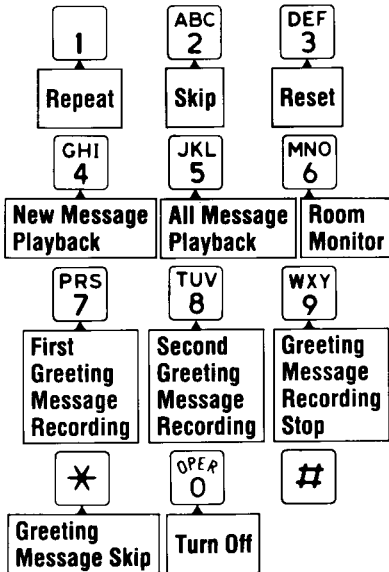 1
ABC
2
DEF
3
Repeat
Skip
Reset
GHI
4
JKL
5
MNO
6
New Message
Playback
All Message
Playback
Room
Monitor
PRS
7
TUV
8
WXY
9
First
Greeting
Message
Recording
Second
Greeting
Message
Recording
Greeting
Message
Recording
Stop
*
OPER
0
#
Greeting
Message Skip
Turn Off